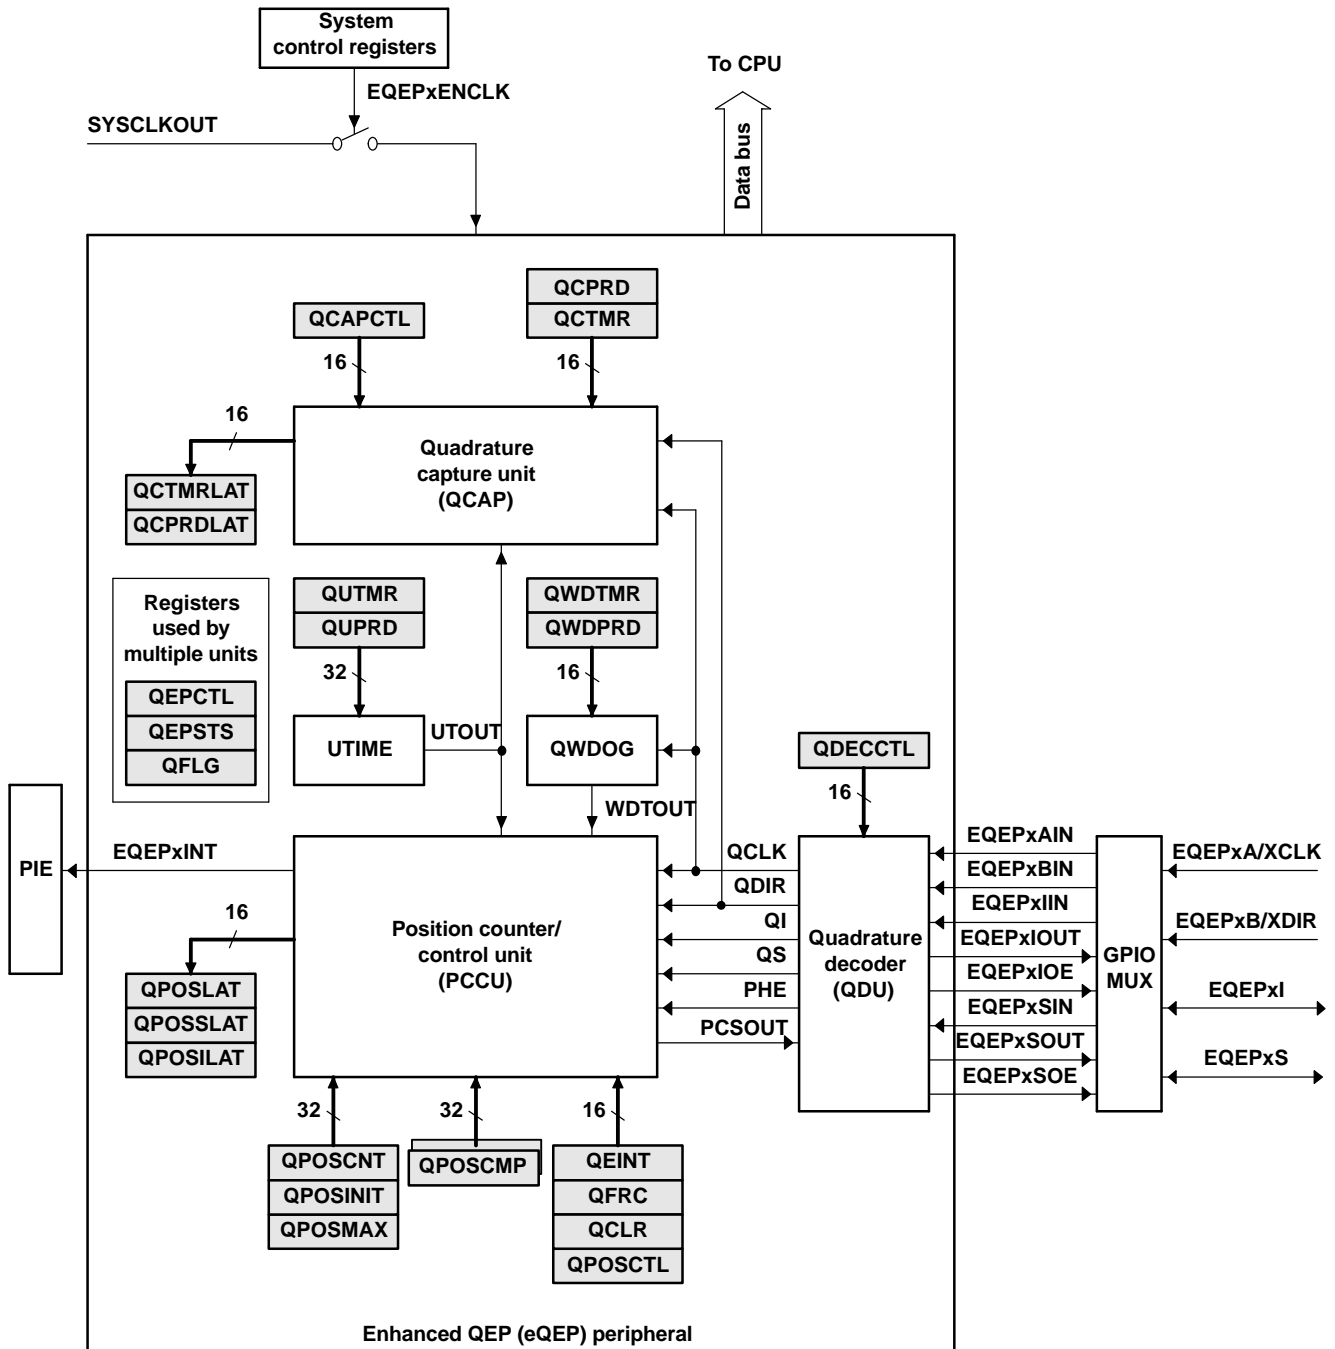 System
control registers
To CPU
EQEPxENCLK
SYSCLKOUT
Data bus
QCPRD
QCAPCTL
QCTMR
16
16
16
Quadrature
capture unit
(QCAP)
QCTMRLAT
QCPRDLAT
Registers
used by
multiple units
QEPCTL
QEPSTS
QFLG
QUTMR
QUPRD
32
UTIME
UTOUT
QWDTMR
QWDPRD
16
QWDOG
WDTOUT
QDECCTL
16
PIE
EQEPxINT
16
QPOSLAT
QPOSSLAT
QPOSILAT
Position counter/
control unit
(PCCU)
QCLK
QDIR
QI
QS
PHE
PCSOUT
Quadrature
decoder
(QDU)
EQEPxAIN
EQEPxBIN
EQEPxIIN
EQEPxIOUT
EQEPxIOE
EQEPxSIN
EQEPxSOUT
EQEPxSOE
GPIO
MUX
EQEPxA/XCLK
EQEPxB/XDIR
EQEPxI
EQEPxS
32
32
16
QPOSCNT
QPOSINIT
QPOSMAX
QPOSCMP
QEINT
QFRC
QCLR
QPOSCTL
Enhanced QEP (eQEP) peripheral